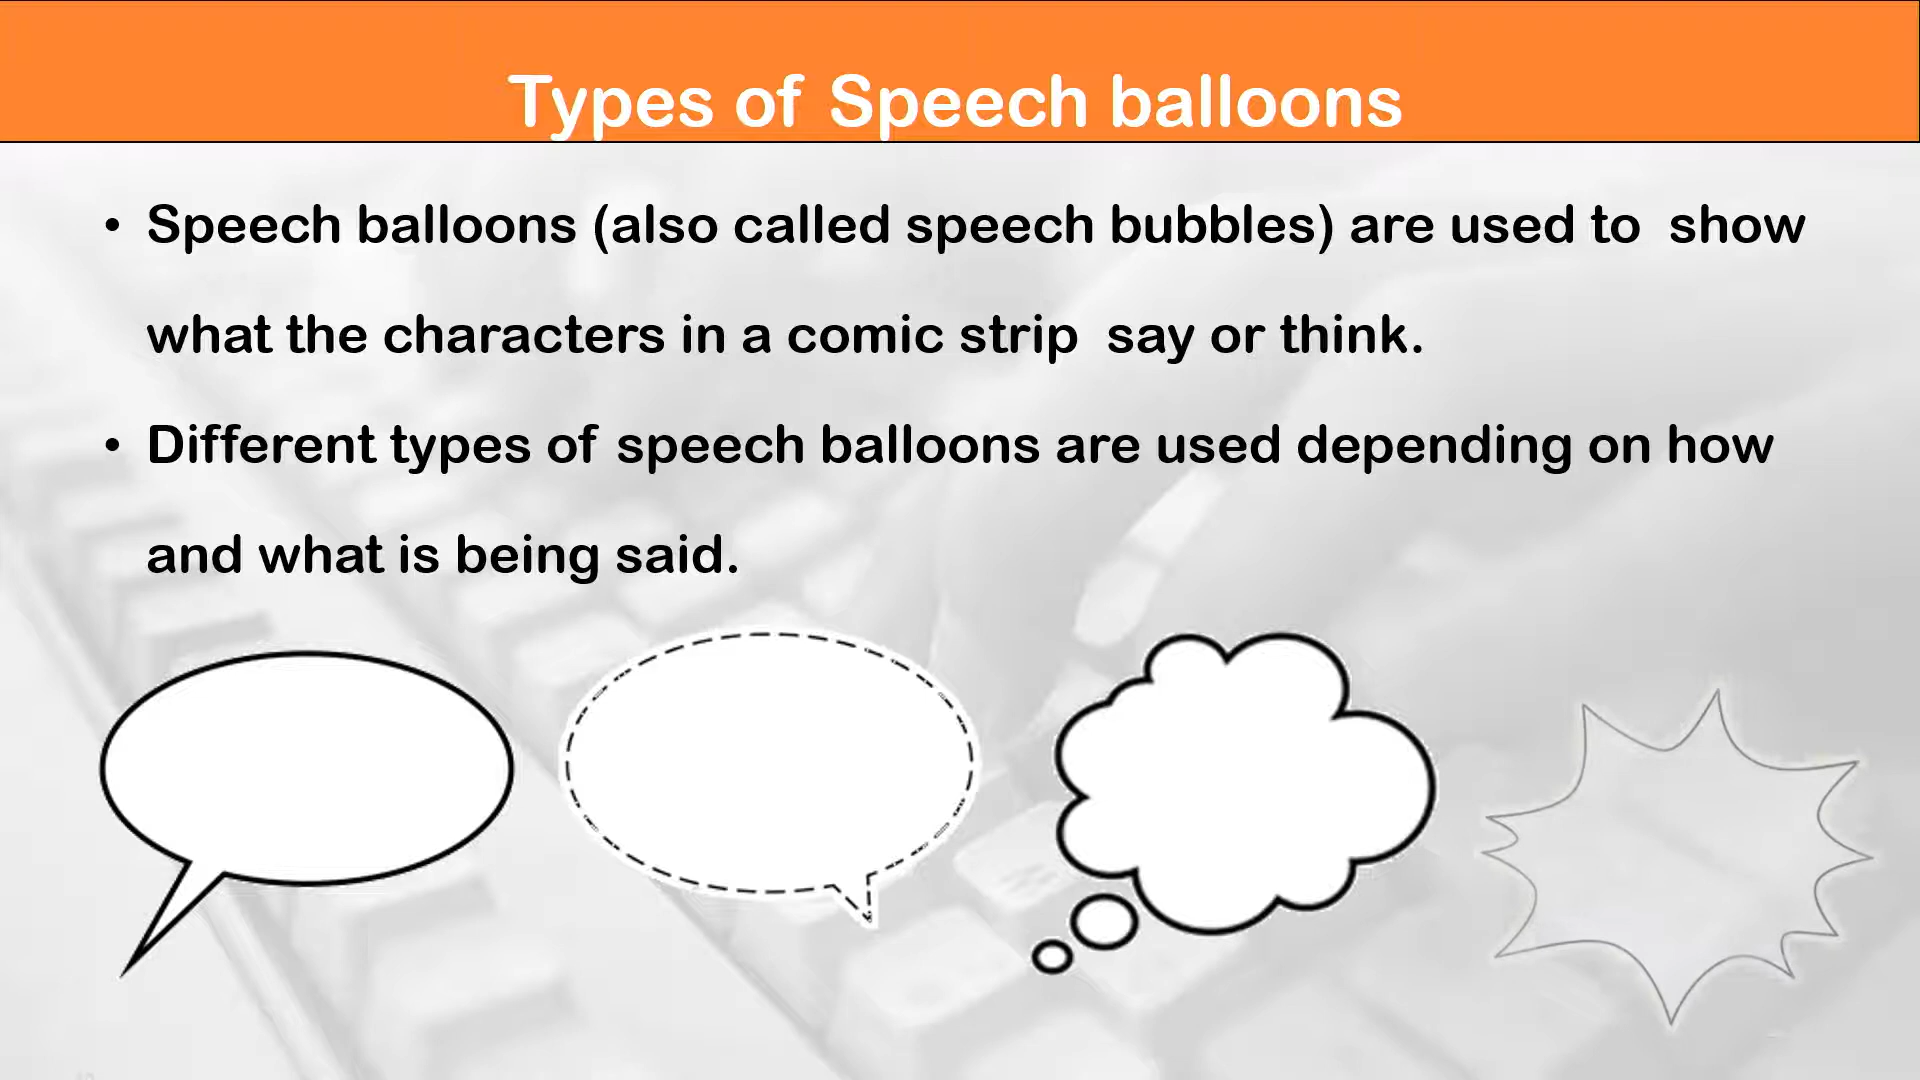 Types of Speech balloons
• Speech balloons (also called speech bubbles) are used to show
what the characters in a comic strip say or think.
• Different types of speech balloons are used depending on how
and what is being said.